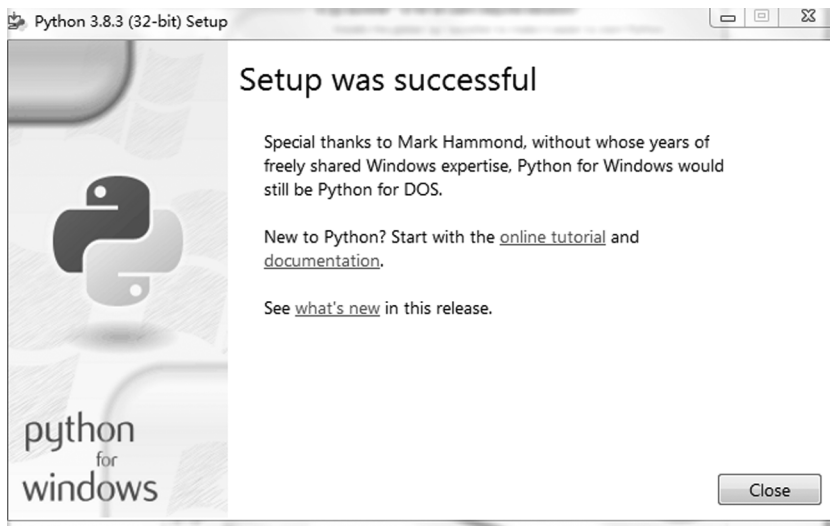 Python 3.8.3 (32-bit) Setup
Setup was successful
Special thanks to Mark Hammond, without whose years of
freely shared Windows expertise, Python for Windows would
still be Python for DOS.
New to Python? Start with the online tutorial and
documentation.
See what's new in this release.
python
for
windows
Close